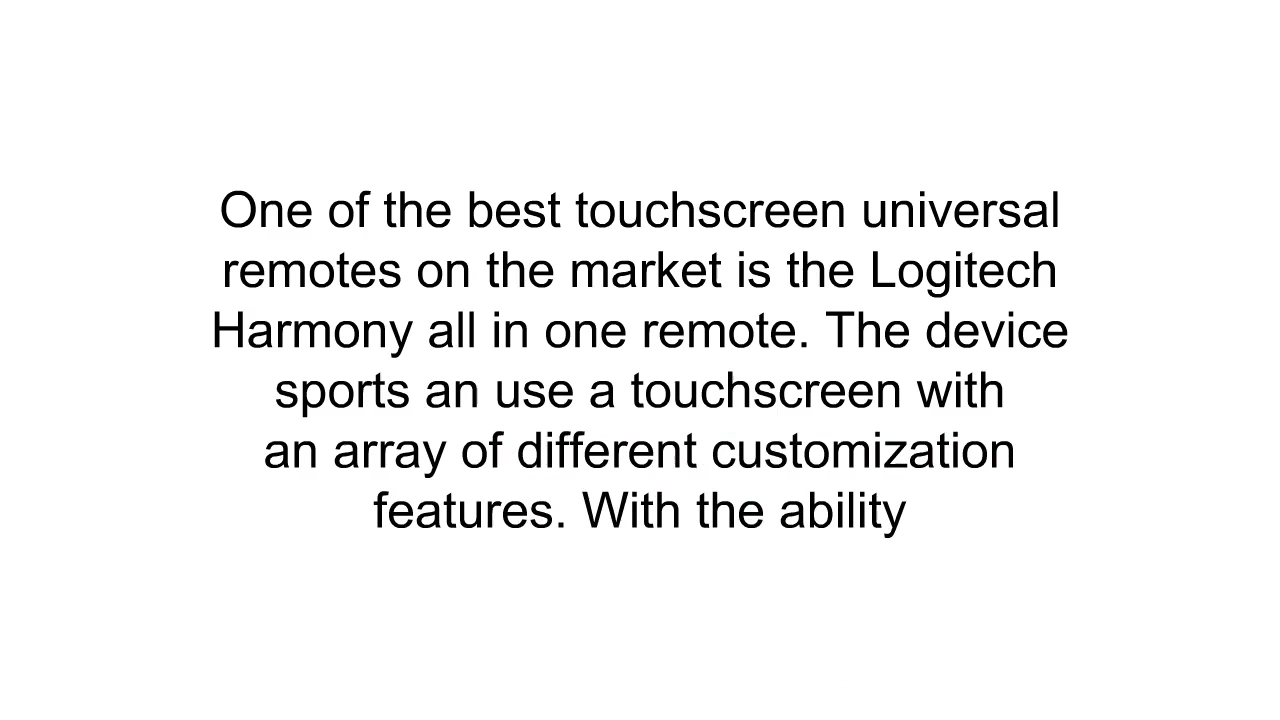 One of the best touchscreen universal
remotes on the market is the Logitech
Harmony all in one remote. The device
sports an use a touchscreen with
an array of different customization
features. With the ability